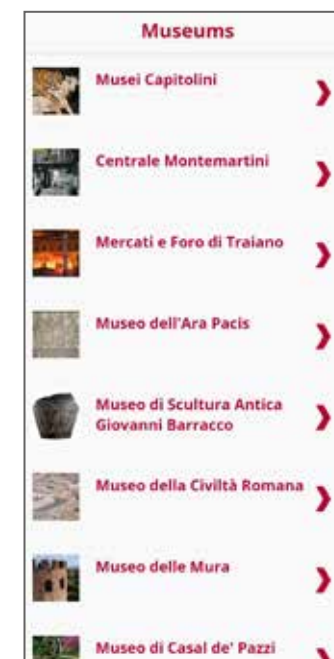 Museums
Musei Capitolini
Centrale Montemartini
Mercati e Foro di Traiano
Museo dell'Ara Pacis
Museo di Scultura Antica
Giovanni Barracco
Museo della Civiltà Romana
Museo delle Mura
Museo di Casal de' Pazzi